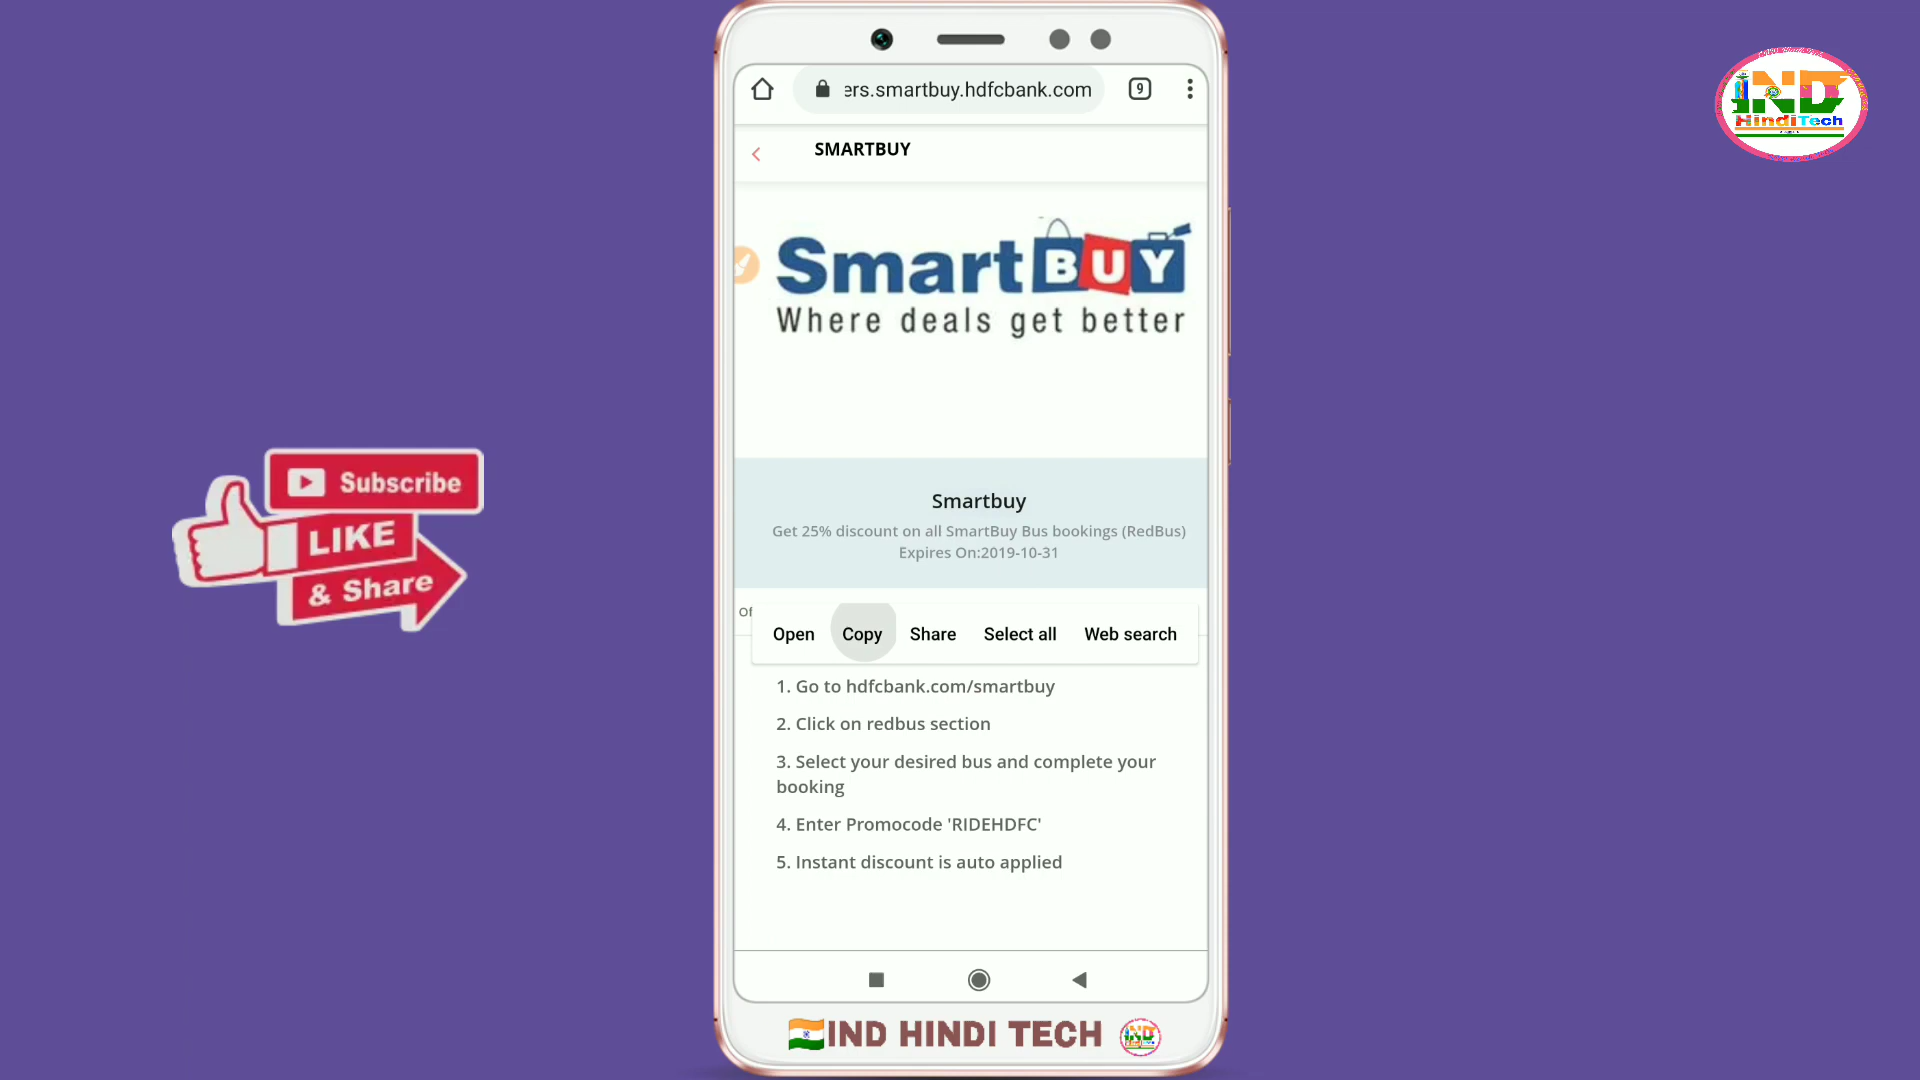 ers.smartbuy.hdfcbank.com
9
SMARTBUY
IND
HindiTech
SmartBUY
Where deals get better
Subscribe
LIKE
& Share
Smartbuy
Get 25% discount on all SmartBuy Bus bookings (RedBus)
Expires On:2019-10-31
Of
Open Copy Share Select all Web search
1. Go to hdfcbank.com/smartbuy
2. Click on redbus section
3. Select your desired bus and complete your
booking
4. Enter Promocode 'RIDEHDFC'
5. Instant discount is auto applied
IND HINDI TECH